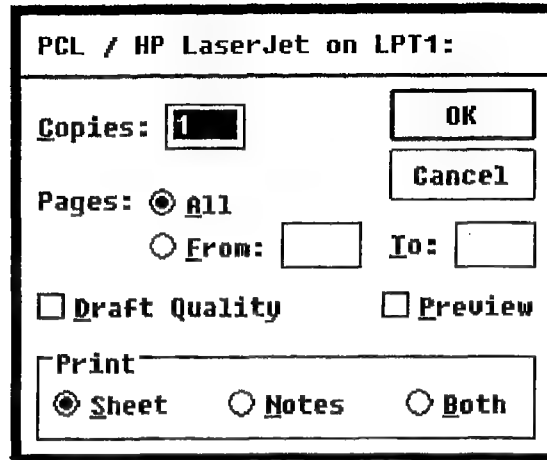 PCL / HP LaserJet on LPT1:
Copies: 1 OK
Cancel
Pages: All
From: To:
Draft Quality Preview
Print
Sheet Notes Both